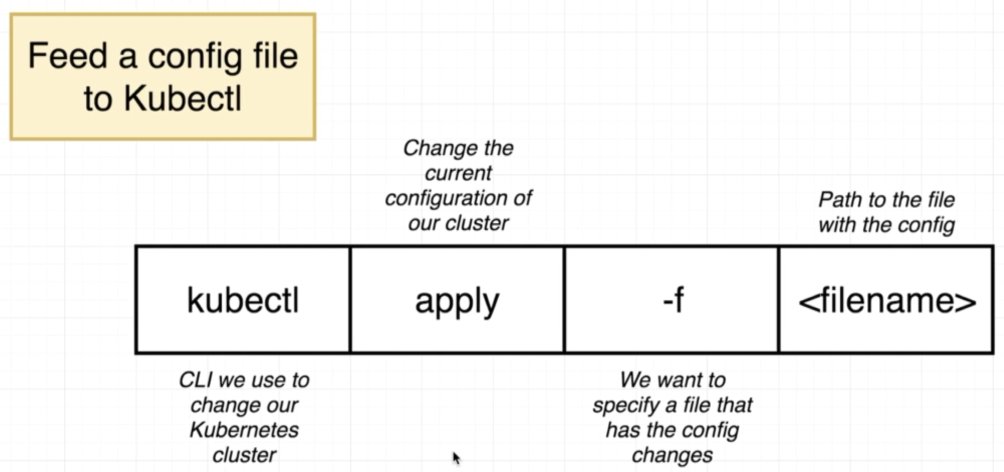 Feed a config file
to Kubectl
Change the
current
configuration of
our cluster
Path to the file
with the config
kubectl
apply
-f
<filename>
CLI we use to
change our
Kubernetes
cluster
We want to
specify a file that
has the config
changes